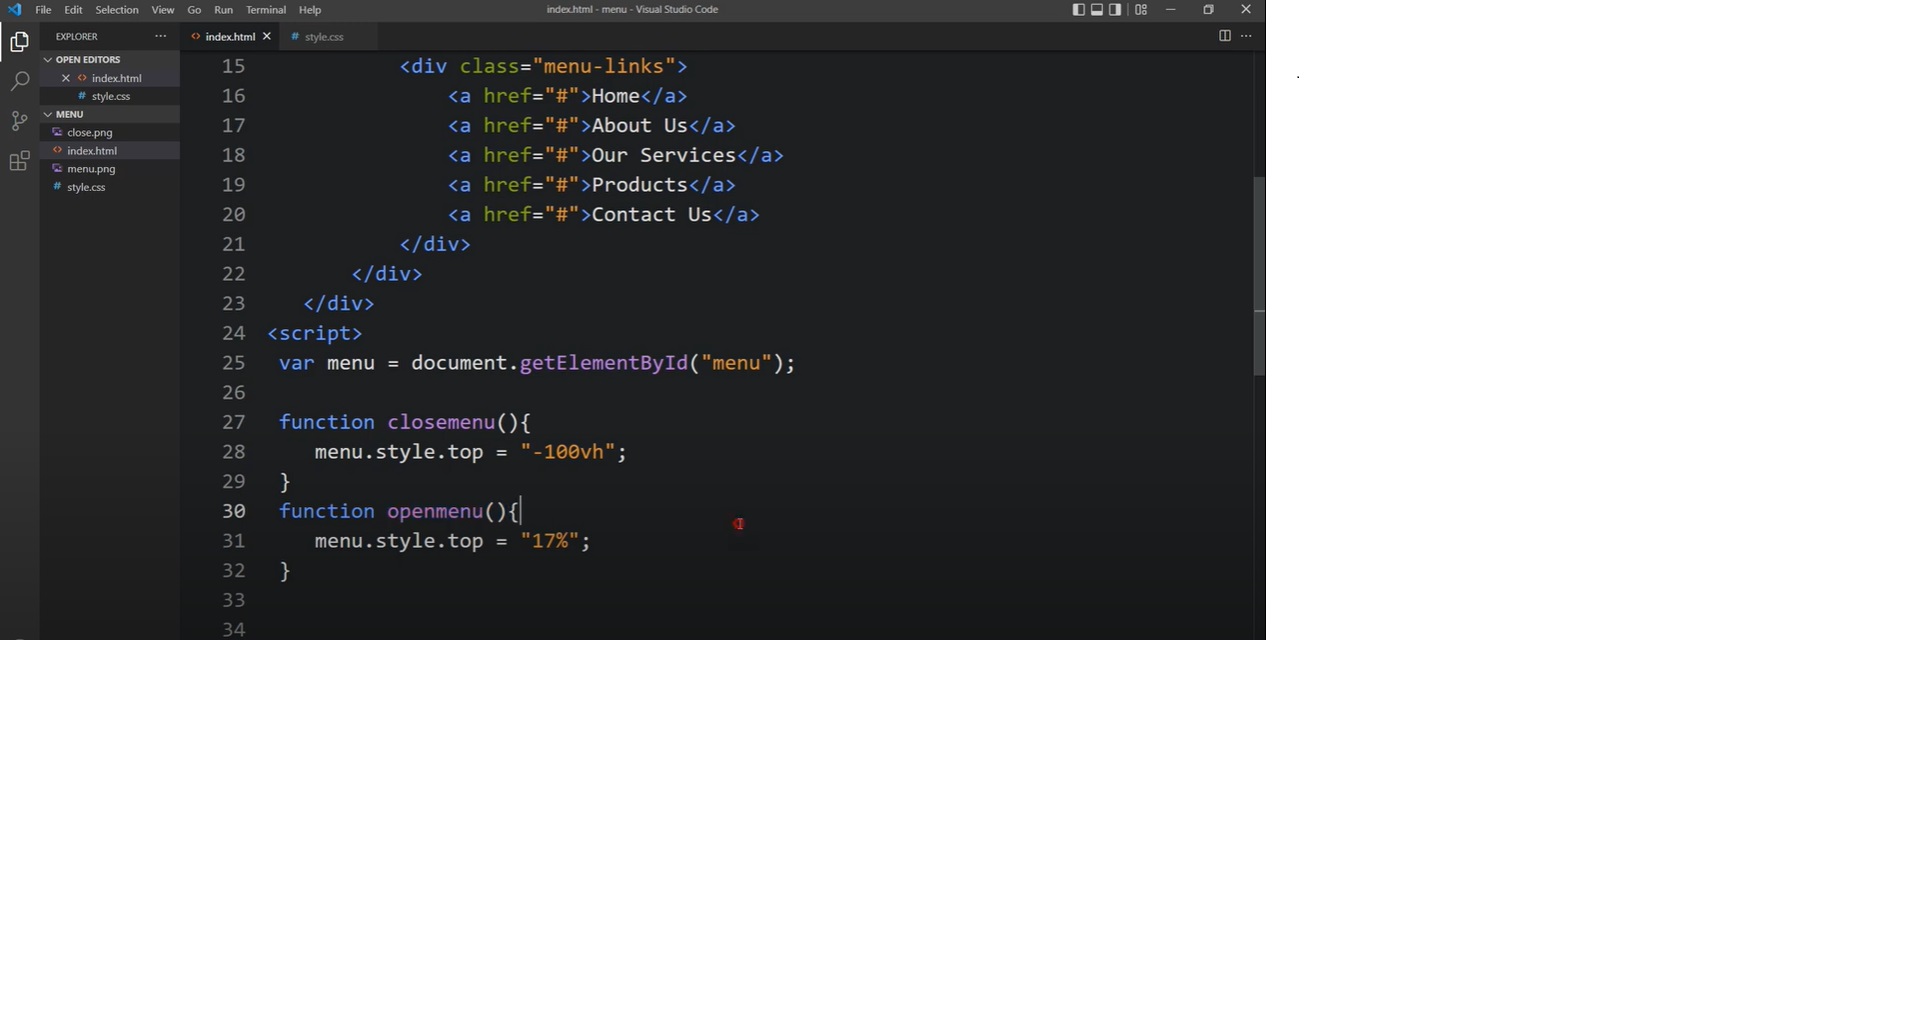 File Edit Selection View Go Run Terminal Help index.html - menu - Visual Studio Code
EXPLORER ···
OPEN EDITORS
index.html
style.css
MENU
close.png
index.html
menu.png
style.css
index.html style.css
15 <div class="menu-links">
16 <a href="#">Home</a>
17 <a href="#">About Us</a>
18 <a href="#">Our Services</a>
19 <a href="#">Products</a>
20 <a href="#">Contact Us</a>
21 </div>
22 </div>
23 </div>
24 <script>
25 var menu = document.getElementById("menu");
26
27 function closemenu(){
28 menu.style.top = "-100vh";
29 }
30 function openmenu(){
31 menu.style.top = "17%";
32 }
33
34